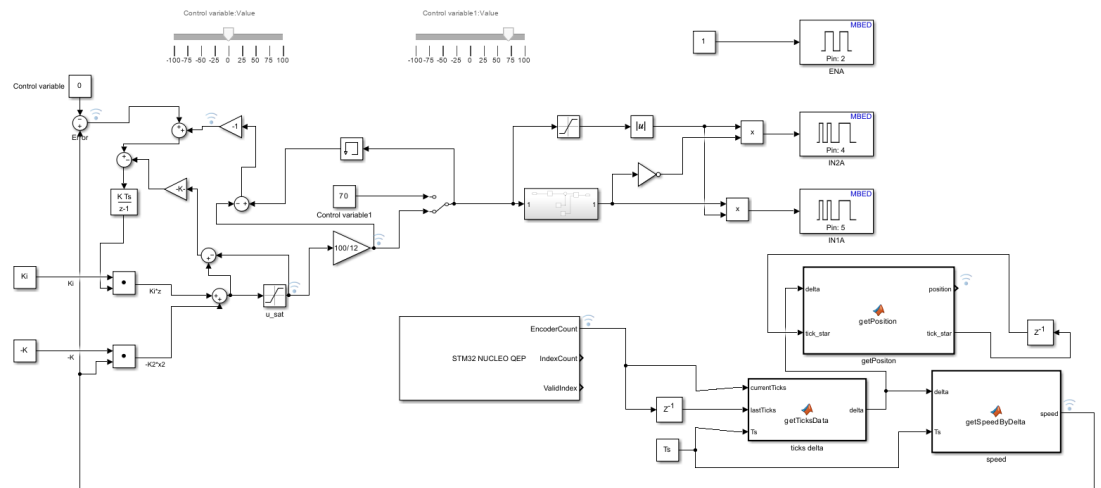 Control variable:Value
-100-75 -50 -25 0 25 50 75 100
Control variable1:Value
-100-75 -50 -25 0 25 50 75 100
1
MBED
Pin: 2
ENA
Control variable
0
Error
-1
-K-
K Ts
z-1
70
Control variable1
100/12
|u|
x
MBED
Pin: 4
IN2A
1
1
x
MBED
Pin: 5
IN1A
Ki
Ki
Ki*z
u_sat
-K
-K
-K2*x2
STM32 NUCLEO QEP
EncoderCount
IndexCount
ValidIndex
delta
tick_star
getPosition
position
tick_star
getPositon
Z-1
Z-1
Ts
currentTicks
lastTicks
Ts
getTicksData
delta
ticks delta
delta
Ts
getSpeedByDelta
speed
speed